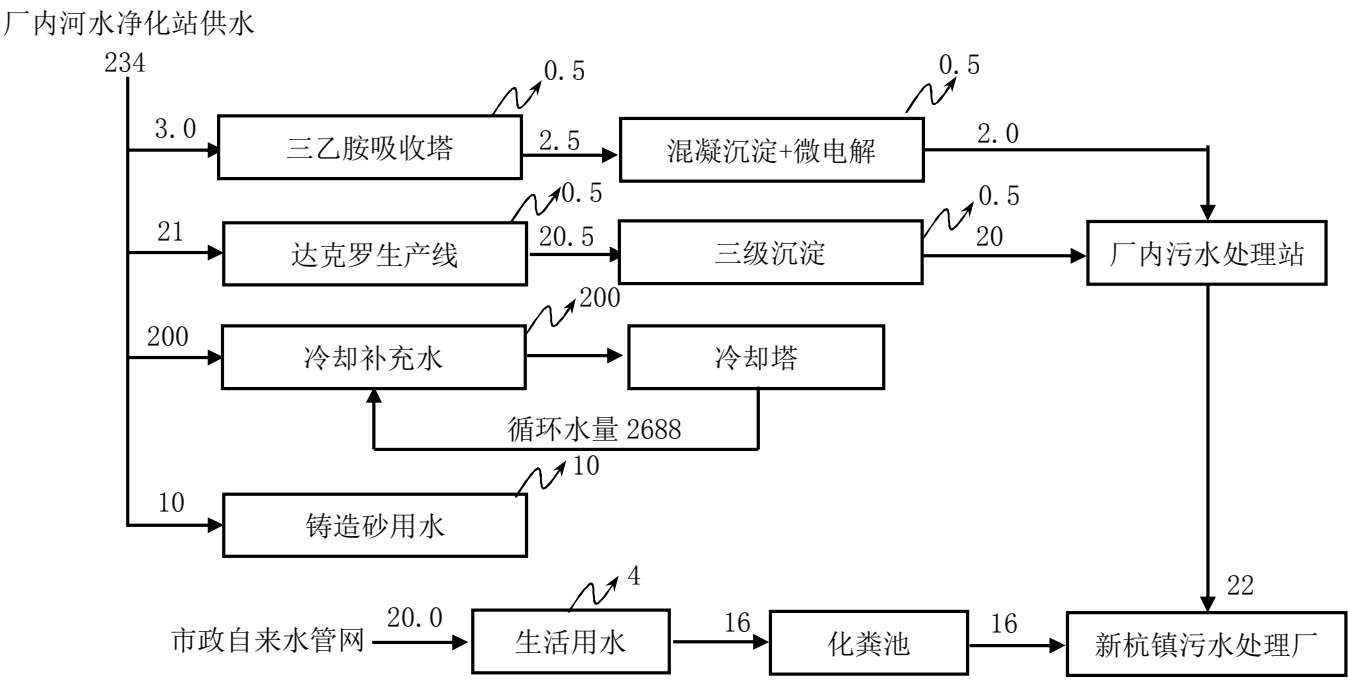 厂内河水净化站供水
234
0.5
0.5
3.0
三乙胺吸收塔
2.5
混凝沉淀+微电解
2.0
0.5
0.5
21
达克罗生产线
20.5
三级沉淀
20
厂内污水处理站
200
200
冷却补充水
冷却塔
循环水量 2688
10
10
铸造砂用水
4
22
市政自来水管网
20.0
生活用水
16
化粪池
16
新杭镇污水处理厂